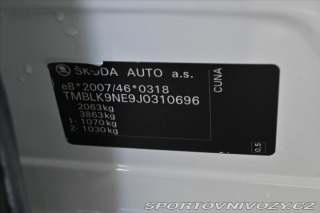 ŠKODA AUTO a.s.
e8*2007/46*0318
TMBLK9NE9J0310696
2063kg
3863kg
1- 1070kg
2- 1030kg
CUNA
0,5
SPORTOVNIVOZY.CZ